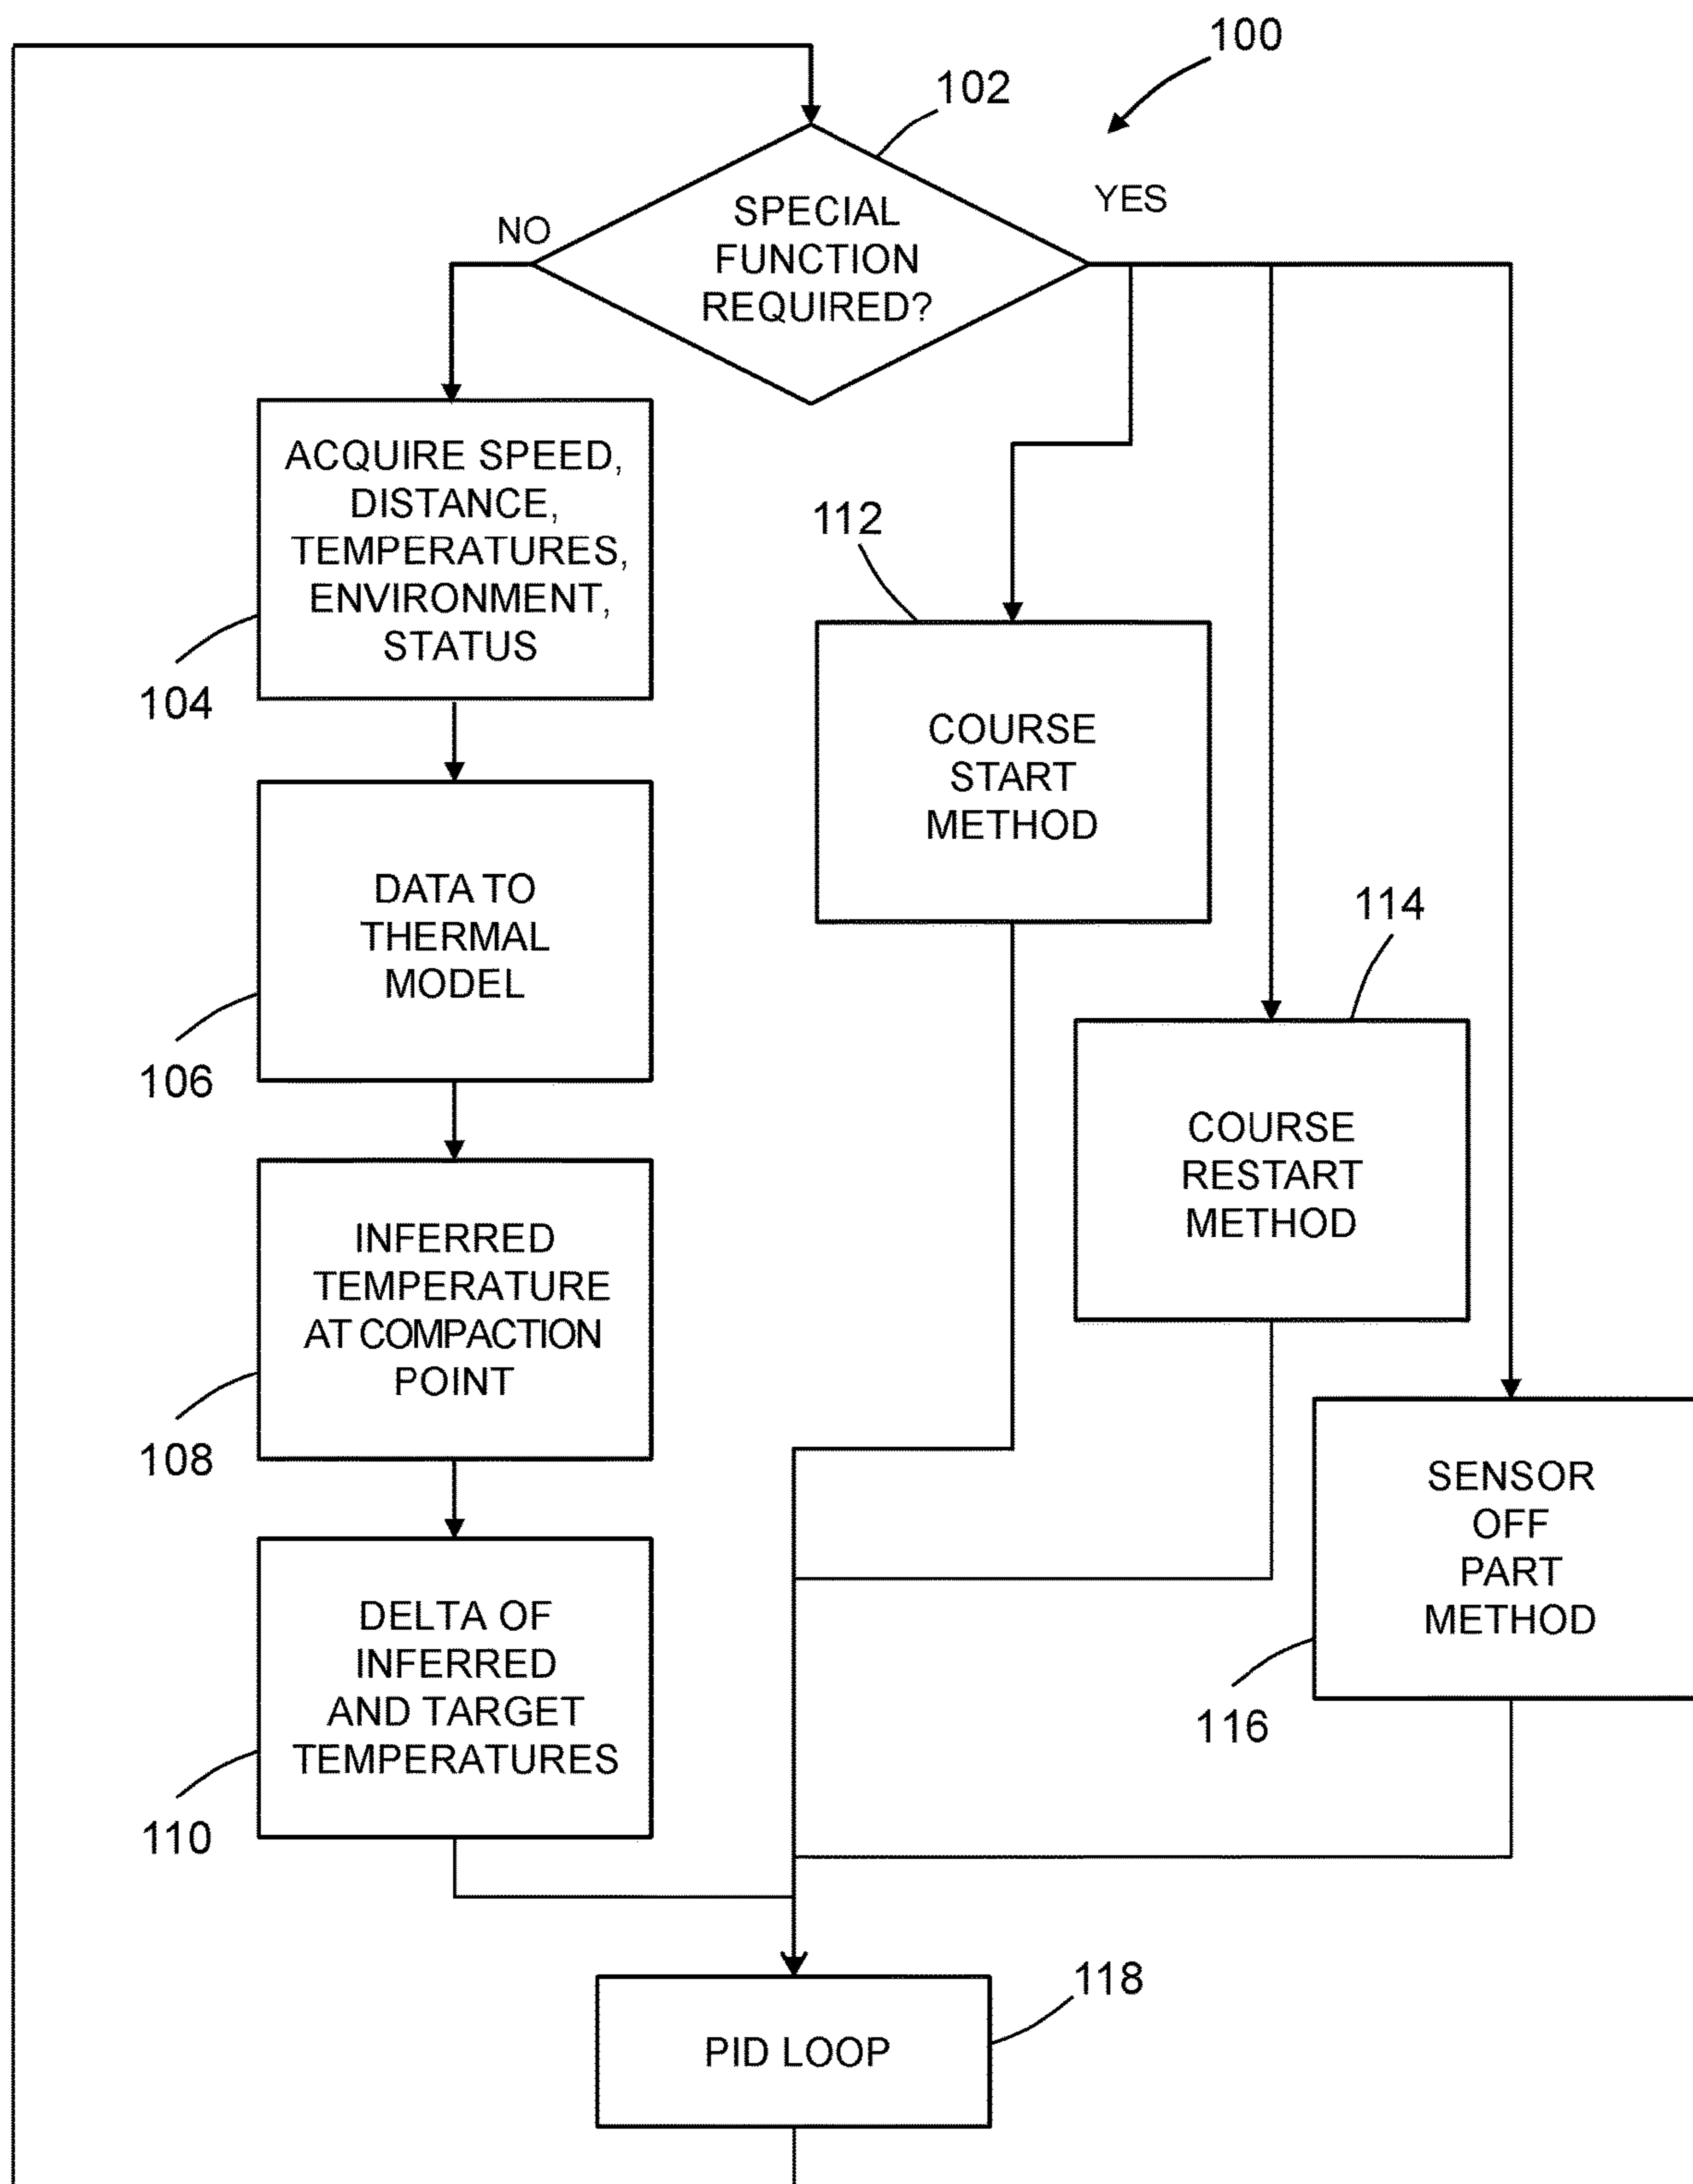 100
102
SPECIAL
FUNCTION
REQUIRED?
NO
YES
ACQUIRE SPEED,
DISTANCE,
TEMPERATURES,
ENVIRONMENT,
STATUS
104
DATA TO
THERMAL
MODEL
106
INFERRED
TEMPERATURE
AT COMPACTION
POINT
108
DELTA OF
INFERRED
AND TARGET
TEMPERATURES
110
112
COURSE
START
METHOD
114
COURSE
RESTART
METHOD
SENSOR
OFF
PART
METHOD
116
118
PID LOOP